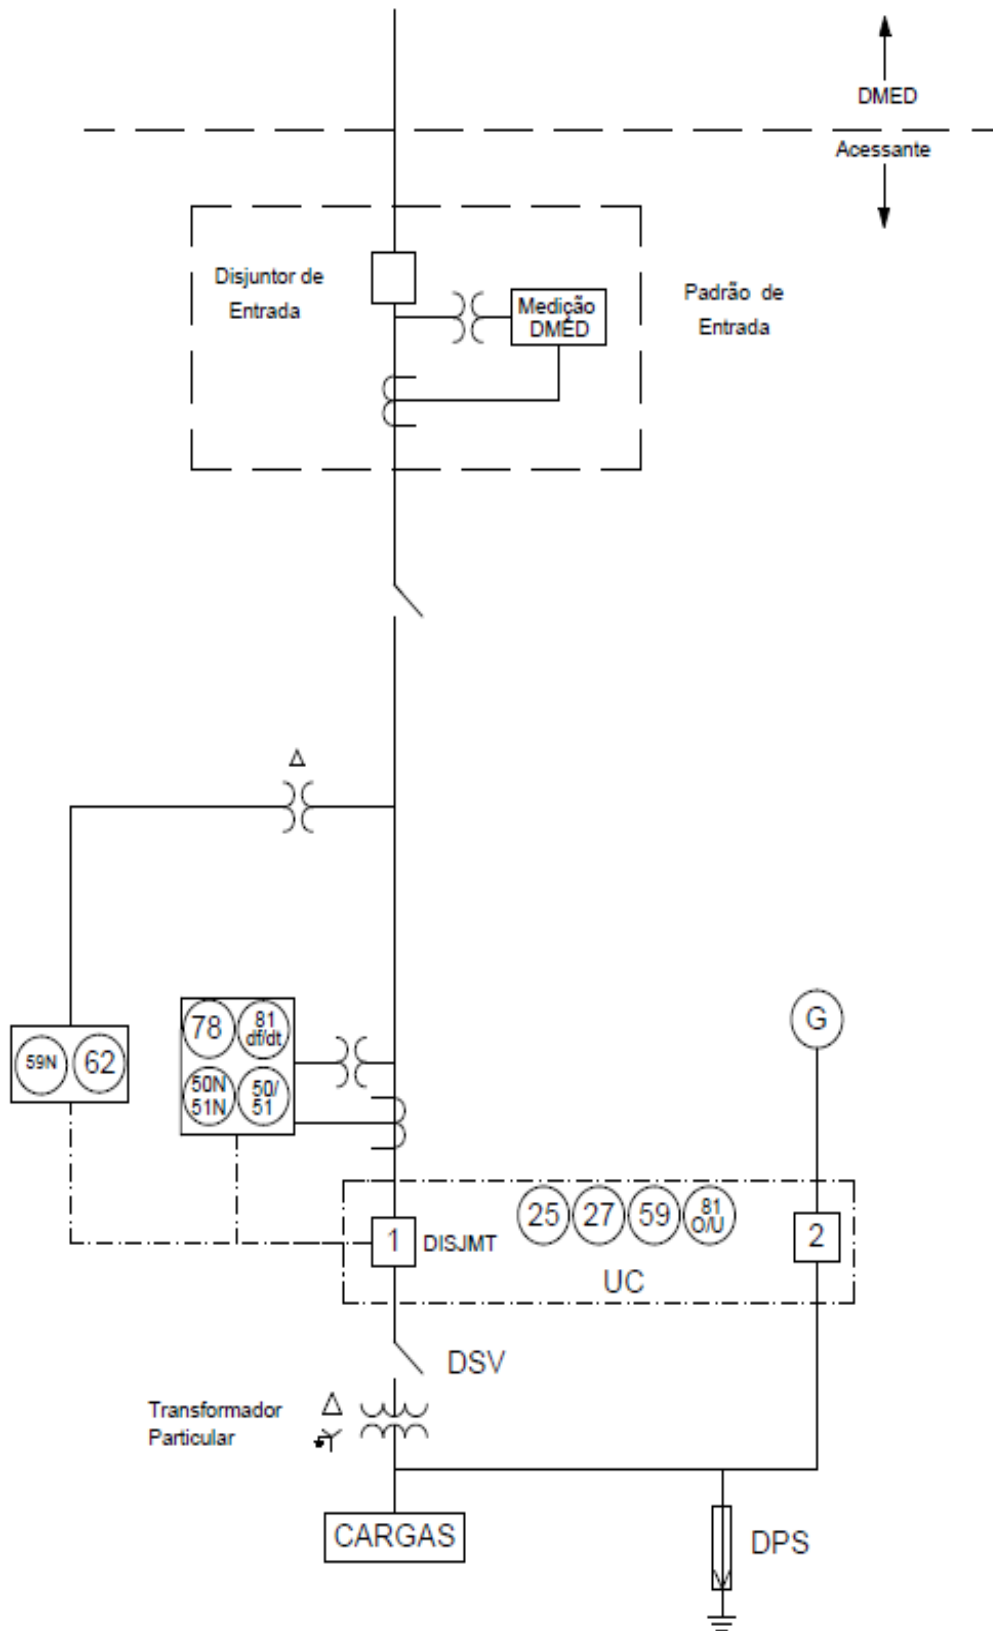 DMED
Acessante
Disjuntor de
Entrada
Medição
DMED
Padrão de
Entrada
Δ
59N
62
78
81
df/dt
50N
51N
50/
51
G
25
27
59
81
O/U
1
DISJMT
2
UC
DSV
Transformador
Particular
Δ
CARGAS
DPS